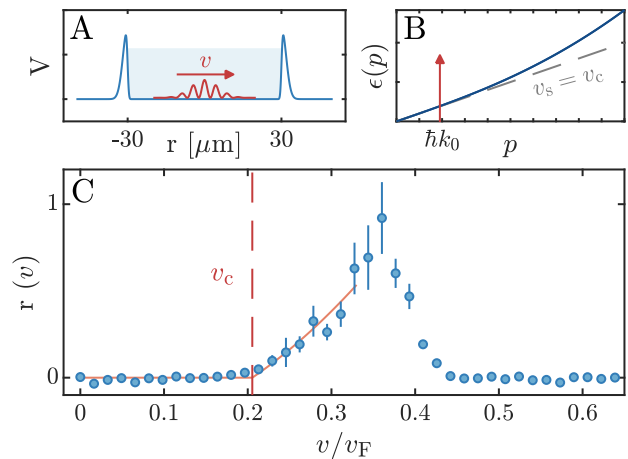 A
V
v
-30
30
r [μm]
B
ϵ(p)
v_s = v_c
ħk_0
p
C
r (v)
1
0
v_c
0
0.1
0.2
0.3
0.4
0.5
0.6
v/v_F